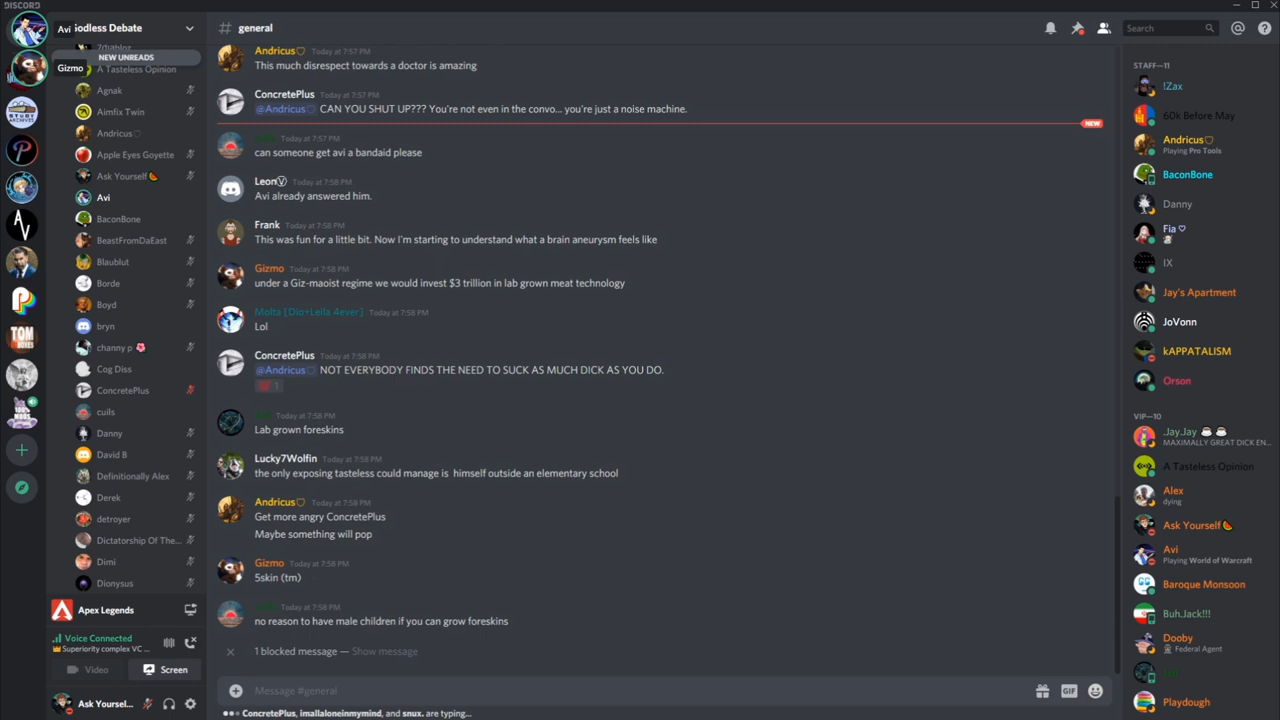 DISCORD
Avi
Godless Debate
7diablor
NEW UNREADS
A Tasteless Opinion
Gizmo
Agnak
Aimfix Twin
Andricus
Apple Eyes Goyette
Ask Yourself
Avi
BaconBone
BeastFromDaEast
Blaublut
Borde
Boyd
bryn
channy p
Cog Diss
ConcretePlus
cuils
Danny
David B
Definitionally Alex
Derek
detroyer
Dictatorship Of The...
Dimi
Dionysus
STUDY
ARCHIVES
TOM
Apex Legends
Voice Connected
Superiority complex VC ...
Video
Screen
Ask Yoursel...
# general
Search
Andricus Today at 7:57 PM
This much disrespect towards a doctor is amazing
ConcretePlus Today at 7:57 PM
@Andricus CAN YOU SHUT UP??? You're not even in the convo... you're just a noise machine.
NEW
Today at 7:57 PM
can someone get avi a bandaid please
LeonⓋ Today at 7:58 PM
Avi already answered him.
Frank Today at 7:58 PM
This was fun for a little bit. Now I'm starting to understand what a brain aneurysm feels like
Gizmo Today at 7:58 PM
under a Giz-maoist regime we would invest $3 trillion in lab grown meat technology
Molta [Dio+Leila 4ever] Today at 7:58 PM
Lol
ConcretePlus Today at 7:58 PM
@Andricus NOT EVERYBODY FINDS THE NEED TO SUCK AS MUCH DICK AS YOU DO.
1
Today at 7:58 PM
Lab grown foreskins
Lucky7Wolfin Today at 7:58 PM
the only exposing tasteless could manage is himself outside an elementary school
Andricus Today at 7:58 PM
Get more angry ConcretePlus
Maybe something will pop
Gizmo Today at 7:58 PM
5skin (tm)
Today at 7:58 PM
no reason to have male children if you can grow foreskins
1 blocked message — Show message
Message #general
GIF
ConcretePlus, imallaloneinmymind, and snux. are typing...
STAFF—11
!Zax
60k Before May
Andricus
Playing Pro Tools
BaconBone
Danny
Fia ♡
IX
Jay's Apartment
JoVonn
kAPPATALISM
Orson
VIP—10
.Jay.Jay
MAXIMALLY GREAT DICK EN...
A Tasteless Opinion
Alex
dying
Ask Yourself
Avi
Playing World of Warcraft
Baroque Monsoon
Buh.Jack!!!
Dooby
Federal Agent
Playdough